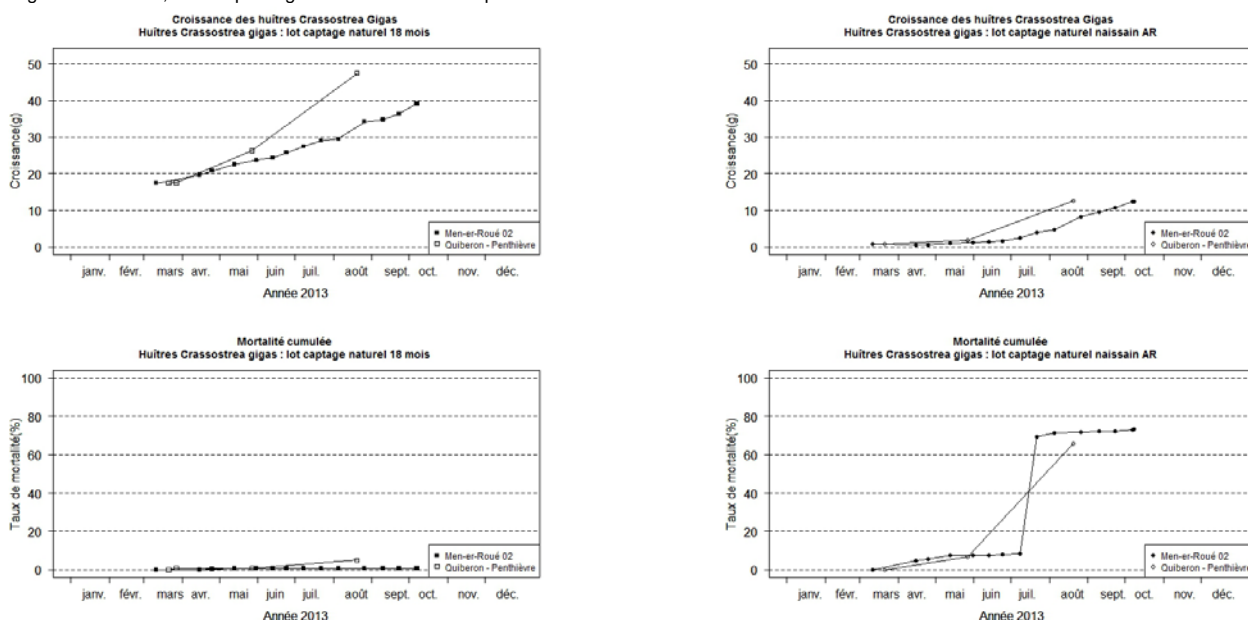 Croissance des huîtres Crassostrea Gigas
Huîtres Crassostrea gigas : lot captage naturel 18 mois
Croissance(g)
50
40
30
20
10
0
Men-er-Roué 02
Quiberon - Penthièvre
janv. févr. mars avr. mai juin juil. août sept. oct. nov. déc.
Année 2013
Croissance des huîtres Crassostrea Gigas
Huîtres Crassostrea gigas : lot captage naturel naissain AR
Croissance(g)
50
40
30
20
10
0
Men-er-Roué 02
Quiberon - Penthièvre
janv. févr. mars avr. mai juin juil. août sept. oct. nov. déc.
Année 2013
Mortalité cumulée
Huîtres Crassostrea gigas : lot captage naturel 18 mois
Taux de mortalité(%)
100
80
60
40
20
0
Men-er-Roué 02
Quiberon - Penthièvre
janv. févr. mars avr. mai juin juil. août sept. oct. nov. déc.
Année 2013
Mortalité cumulée
Huîtres Crassostrea gigas : lot captage naturel naissain AR
Taux de mortalité(%)
100
80
60
40
20
0
Men-er-Roué 02
Quiberon - Penthièvre
janv. févr. mars avr. mai juin juil. août sept. oct. nov. déc.
Année 2013